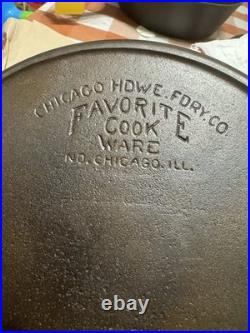 CHICAGO HDWE. FDRY. CO.
FAVORITE
COOK
WARE
NO. CHICAGO. ILL.